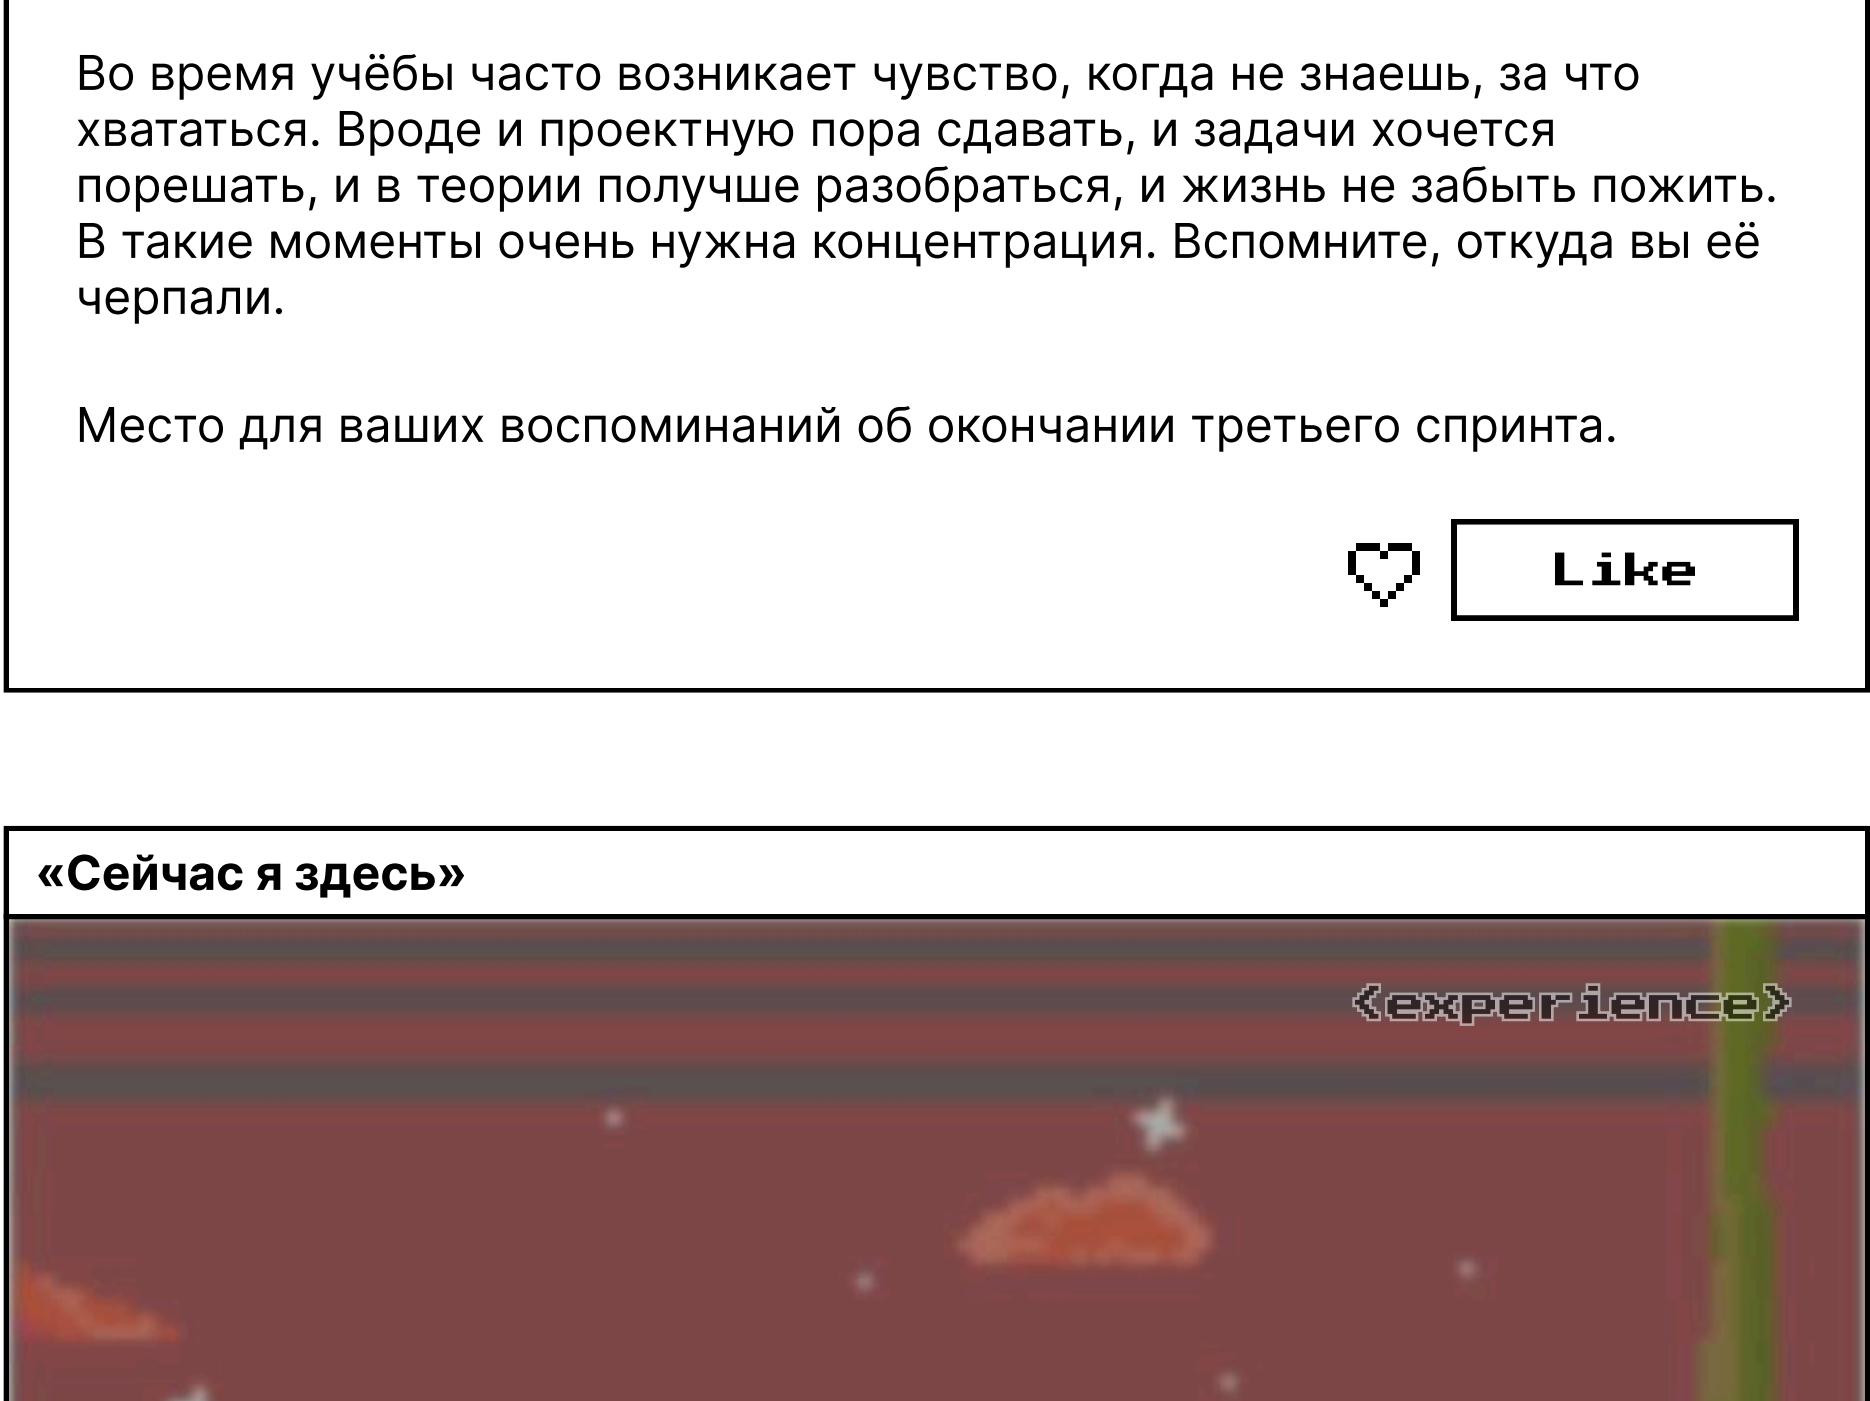 Во время учёбы часто возникает чувство, когда не знаешь, за что
хвататься. Вроде и проектную пора сдавать, и задачи хочется
порешать, и в теории получше разобраться, и жизнь не забыть пожить.
В такие моменты очень нужна концентрация. Вспомните, откуда вы её
черпали.
Место для ваших воспоминаний об окончании третьего спринта.
Like
«Сейчас я здесь»
<experience>